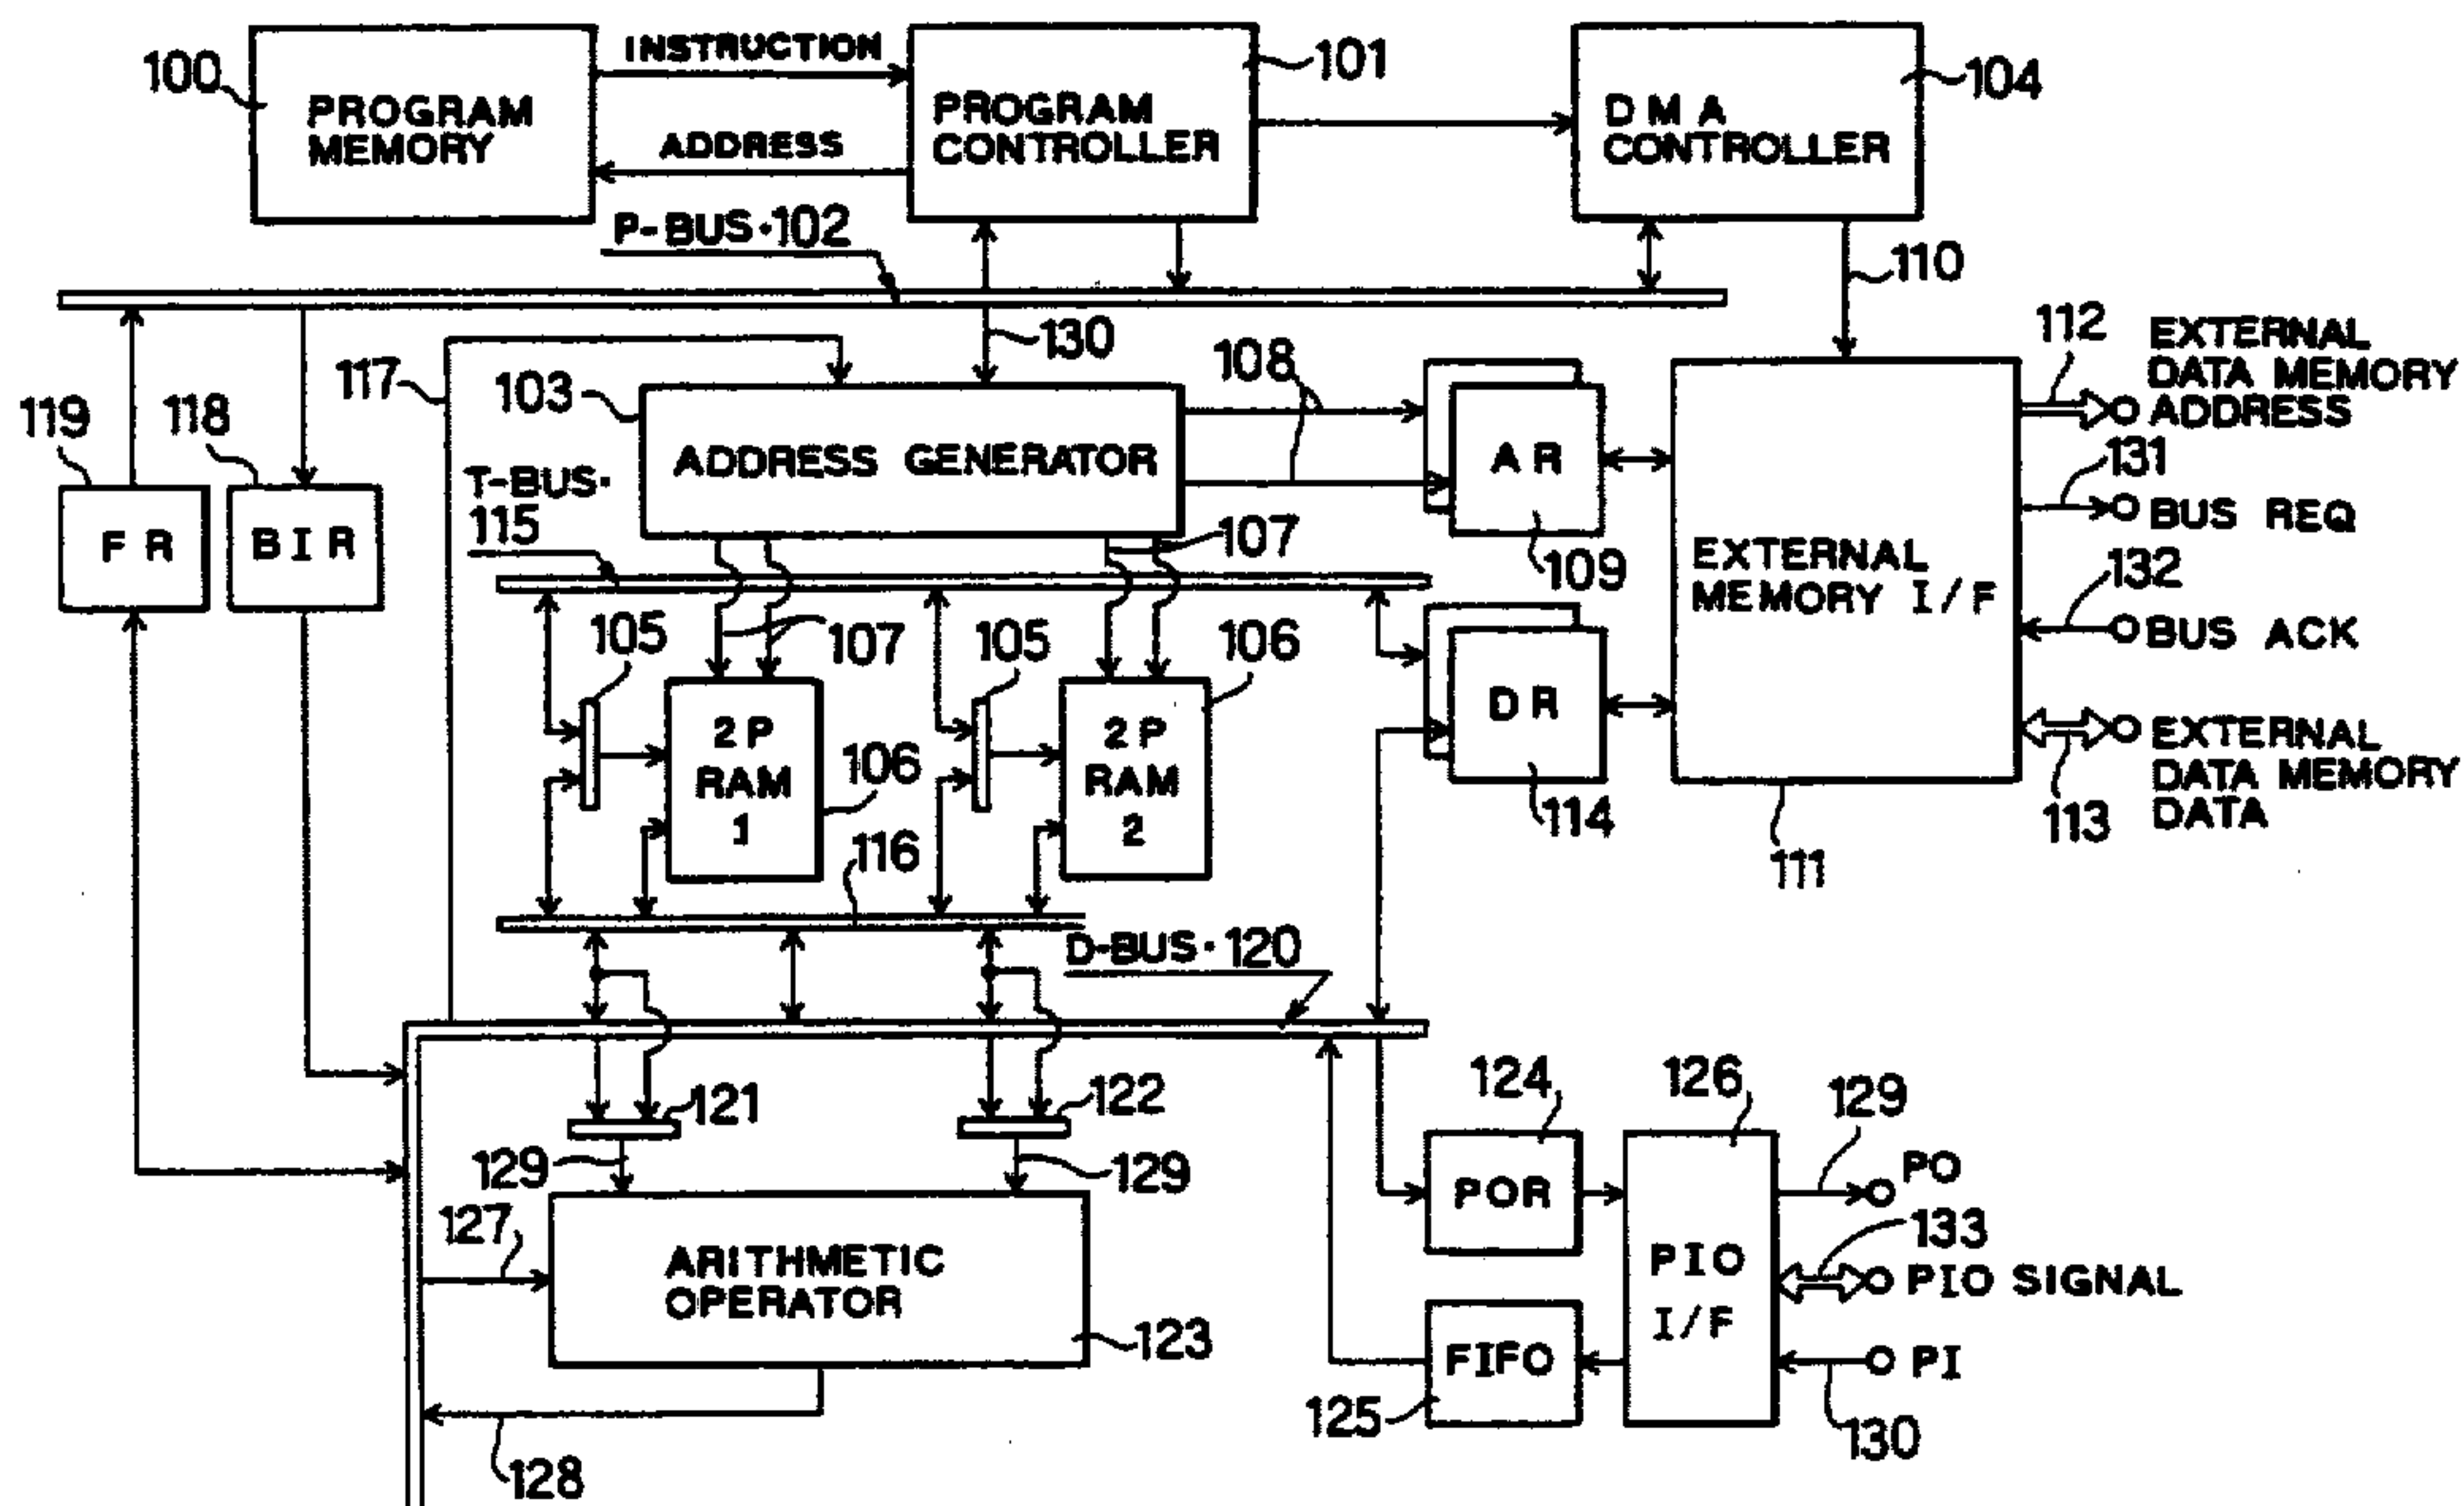 100
PROGRAM
MEMORY
INSTRUCTION
ADDRESS
PROGRAM
CONTROLLER
101
DMA
CONTROLLER
104
P-BUS·102
110
130
117
103
108
119
118
FR
BIR
ADDRESS GENERATOR
T-BUS·
115
107
AR
109
EXTERNAL
MEMORY I/F
111
112
EXTERNAL
DATA MEMORY
ADDRESS
131
BUS REQ
132
BUS ACK
105
107
105
106
2P
RAM
1
106
2P
RAM
2
DR
114
113
EXTERNAL
DATA MEMORY
DATA
116
D-BUS·120
121
122
129
129
127
ARITHMETIC
OPERATOR
123
128
124
POR
126
PIO
I/F
129
PO
133
PIO SIGNAL
FIFO
125
PI
130